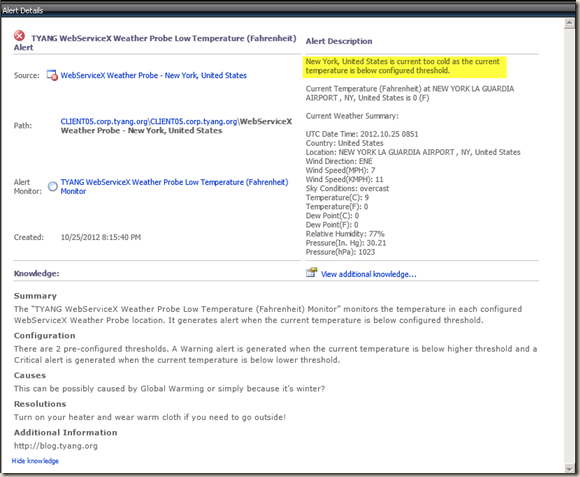 Alert Details
TYANG WebServiceX Weather Probe Low Temperature (Fahrenheit)
Alert
Source:
WebServiceX Weather Probe - New York, United States
Path:
CLIENT05.corp.tyang.org\CLIENT05.corp.tyang.org\WebServiceX
Weather Probe - New York, United States
Alert
Monitor:
TYANG WebServiceX Weather Probe Low Temperature (Fahrenheit)
Monitor
Created:
10/25/2012 8:15:40 PM
Alert Description
New York, United States is current too cold as the current
temperature is below configured threshold.
Current Temperature (Fahrenheit) at NEW YORK LA GUARDIA
AIRPORT , NY, United States is 0 (F)
Current Weather Summary:
UTC Date Time: 2012.10.25 0851
Country: United States
Location: NEW YORK LA GUARDIA AIRPORT , NY, United States
Wind Direction: ENE
Wind Speed(MPH): 7
Wind Speed(KMPH): 11
Sky Conditions: overcast
Temperature(C): 9
Temperature(F): 0
Dew Point(C): 0
Dew Point(F): 0
Relative Humidity: 77%
Pressure(In. Hg): 30.21
Pressure(hPa): 1023
Knowledge:
View additional knowledge...
Summary
The "TYANG WebServiceX Weather Probe Low Temperature (Fahrenheit) Monitor" monitors the temperature in each configured
WebServiceX Weather Probe location. It generates alert when the current temperature is below configured threshold.
Configuration
There are 2 pre-configured thresholds. A Warning alert is generated when the current temperature is below higher threshold and a
Critical alert is generated when the current temperature is below lower threshold.
Causes
This can be possibly caused by Global Warming or simply because it's winter?
Resolutions
Turn on your heater and wear warm cloth if you need to go outside!
Additional Information
http://blog.tyang.org
Hide knowledge